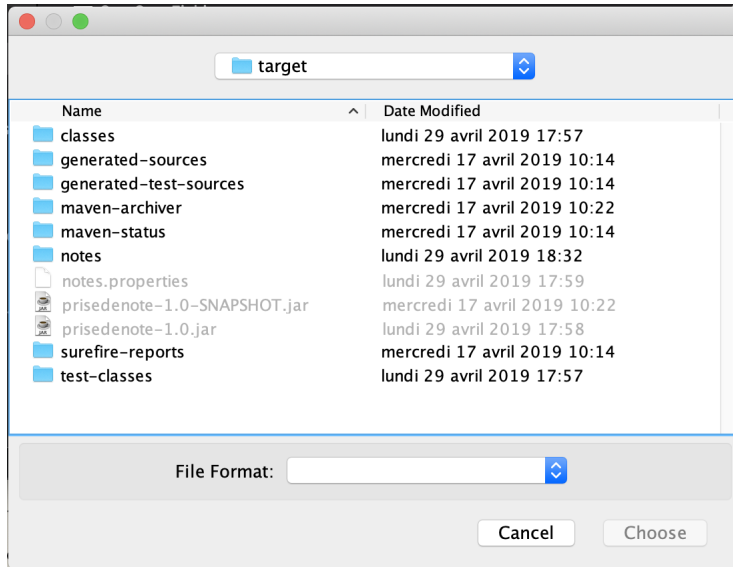 target
Name Date Modified
classes lundi 29 avril 2019 17:57
generated-sources mercredi 17 avril 2019 10:14
generated-test-sources mercredi 17 avril 2019 10:14
maven-archiver mercredi 17 avril 2019 10:22
maven-status mercredi 17 avril 2019 10:14
notes lundi 29 avril 2019 18:32
notes.properties lundi 29 avril 2019 17:59
prisedenote-1.0-SNAPSHOT.jar mercredi 17 avril 2019 10:22
prisedenote-1.0.jar lundi 29 avril 2019 17:58
surefire-reports mercredi 17 avril 2019 10:14
test-classes lundi 29 avril 2019 17:57
File Format:
Cancel Choose